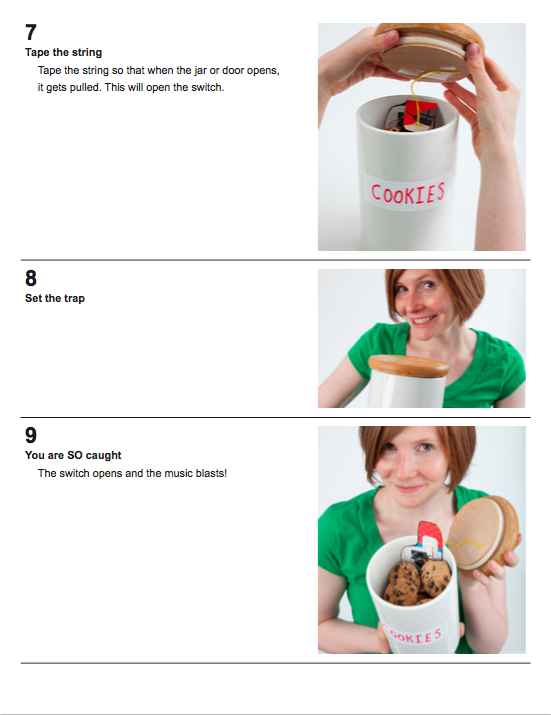 7
Tape the string
Tape the string so that when the jar or door opens,
it gets pulled. This will open the switch.
COOKIES
8
Set the trap
9
You are SO caught
The switch opens and the music blasts!
COOKIES